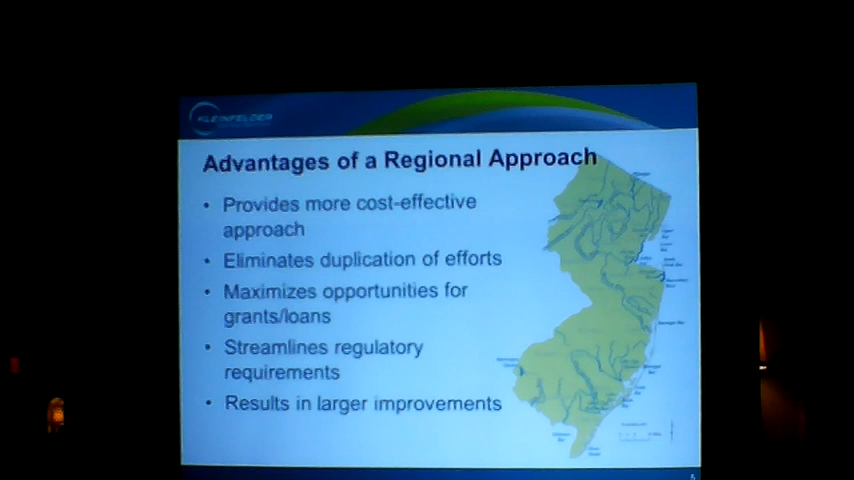 KLEINFELDER
Advantages of a Regional Approach
• Provides more cost-effective
approach
• Eliminates duplication of efforts
• Maximizes opportunities for
grants/loans
• Streamlines regulatory
requirements
• Results in larger improvements
5